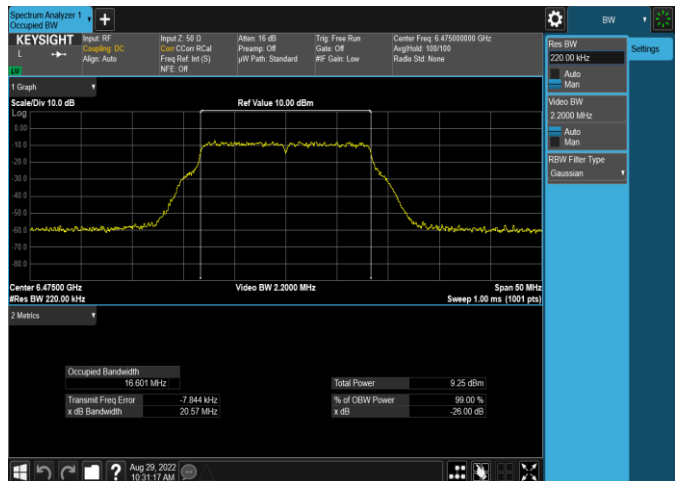 Spectrum Analyzer 1
Occupied BW
+
BW
KEYSIGHT
L
Input: RF
Coupling: DC
Align: Auto
Input Z: 50 Ω
Corr CCorr RCal
Freq Ref: Int (S)
NFE: Off
Atten: 16 dB
Preamp: Off
µW Path: Standard
Trig: Free Run
Gate: Off
#IF Gain: Low
Center Freq: 6.475000000 GHz
Avg|Hold: 100/100
Radio Std: None
Res BW
220.00 kHz
Auto
Man
Settings
Video BW
2.2000 MHz
Auto
Man
RBW Filter Type
Gaussian
1 Graph
Scale/Div 10.0 dB
Ref Value 10.00 dBm
Log
0.00
-10.0
-20.0
-30.0
-40.0
-50.0
-60.0
-70.0
-80.0
Center 6.47500 GHz
#Res BW 220.00 kHz
Video BW 2.2000 MHz
Span 50 MHz
Sweep 1.00 ms (1001 pts)
2 Metrics
Occupied Bandwidth
16.601 MHz
Transmit Freq Error
-7.844 kHz
x dB Bandwidth
20.57 MHz
Total Power
9.25 dBm
% of OBW Power
99.00 %
x dB
-26.00 dB
?
Aug 29, 2022
10:31:17 AM